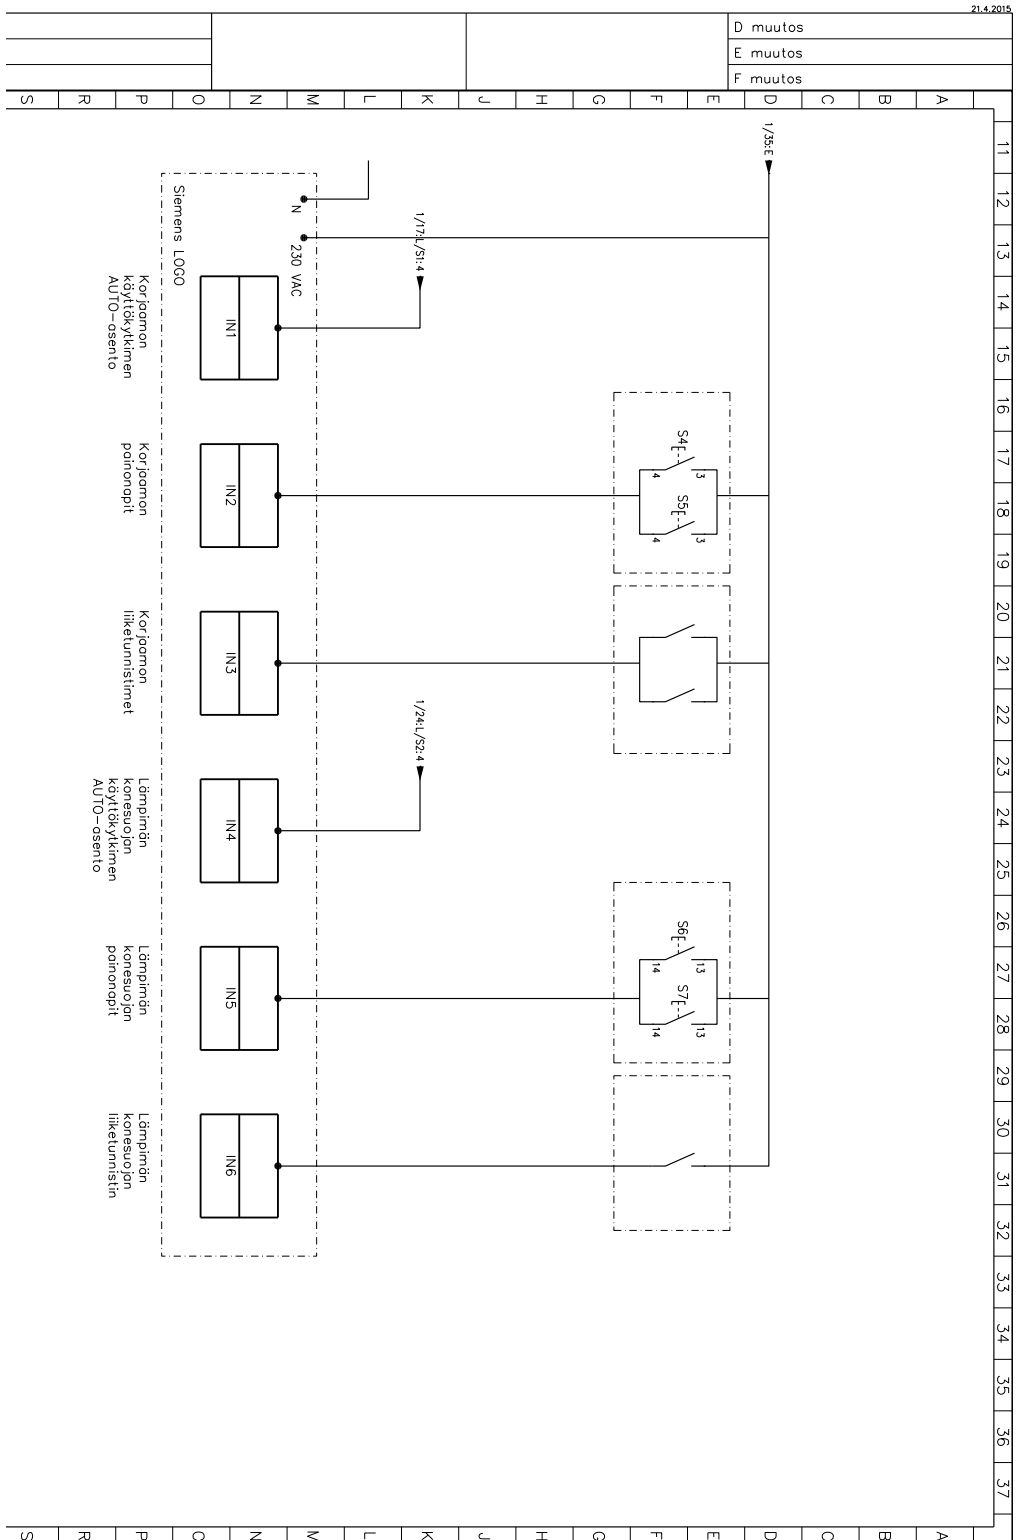 21.4.2015
D muutos
E muutos
F muutos
S R P O N M L K J H G F E D C B A
11
12
13
14
15
16
17
18
19
20
21
22
23
24
25
26
27
28
29
30
31
32
33
34
35
36
37
1/35:E
N
230 VAC
Siemens LOGO
1/17:L/S1:4
IN1
Korjaamon
käyttökytkimen
AUTO-asento
S4
3
4
S5
3
4
IN2
Korjaamon
painonapit
IN3
Korjaamon
liiketunnistimet
1/24:L/S2:4
IN4
Lämpimän
konesuojan
käyttökytkimen
AUTO-asento
S6
13
14
S7
13
14
IN5
Lämpimän
konesuojan
painonapit
IN6
Lämpimän
konesuojan
liiketunnistin
S R P O N M L K J H G F E D C B A